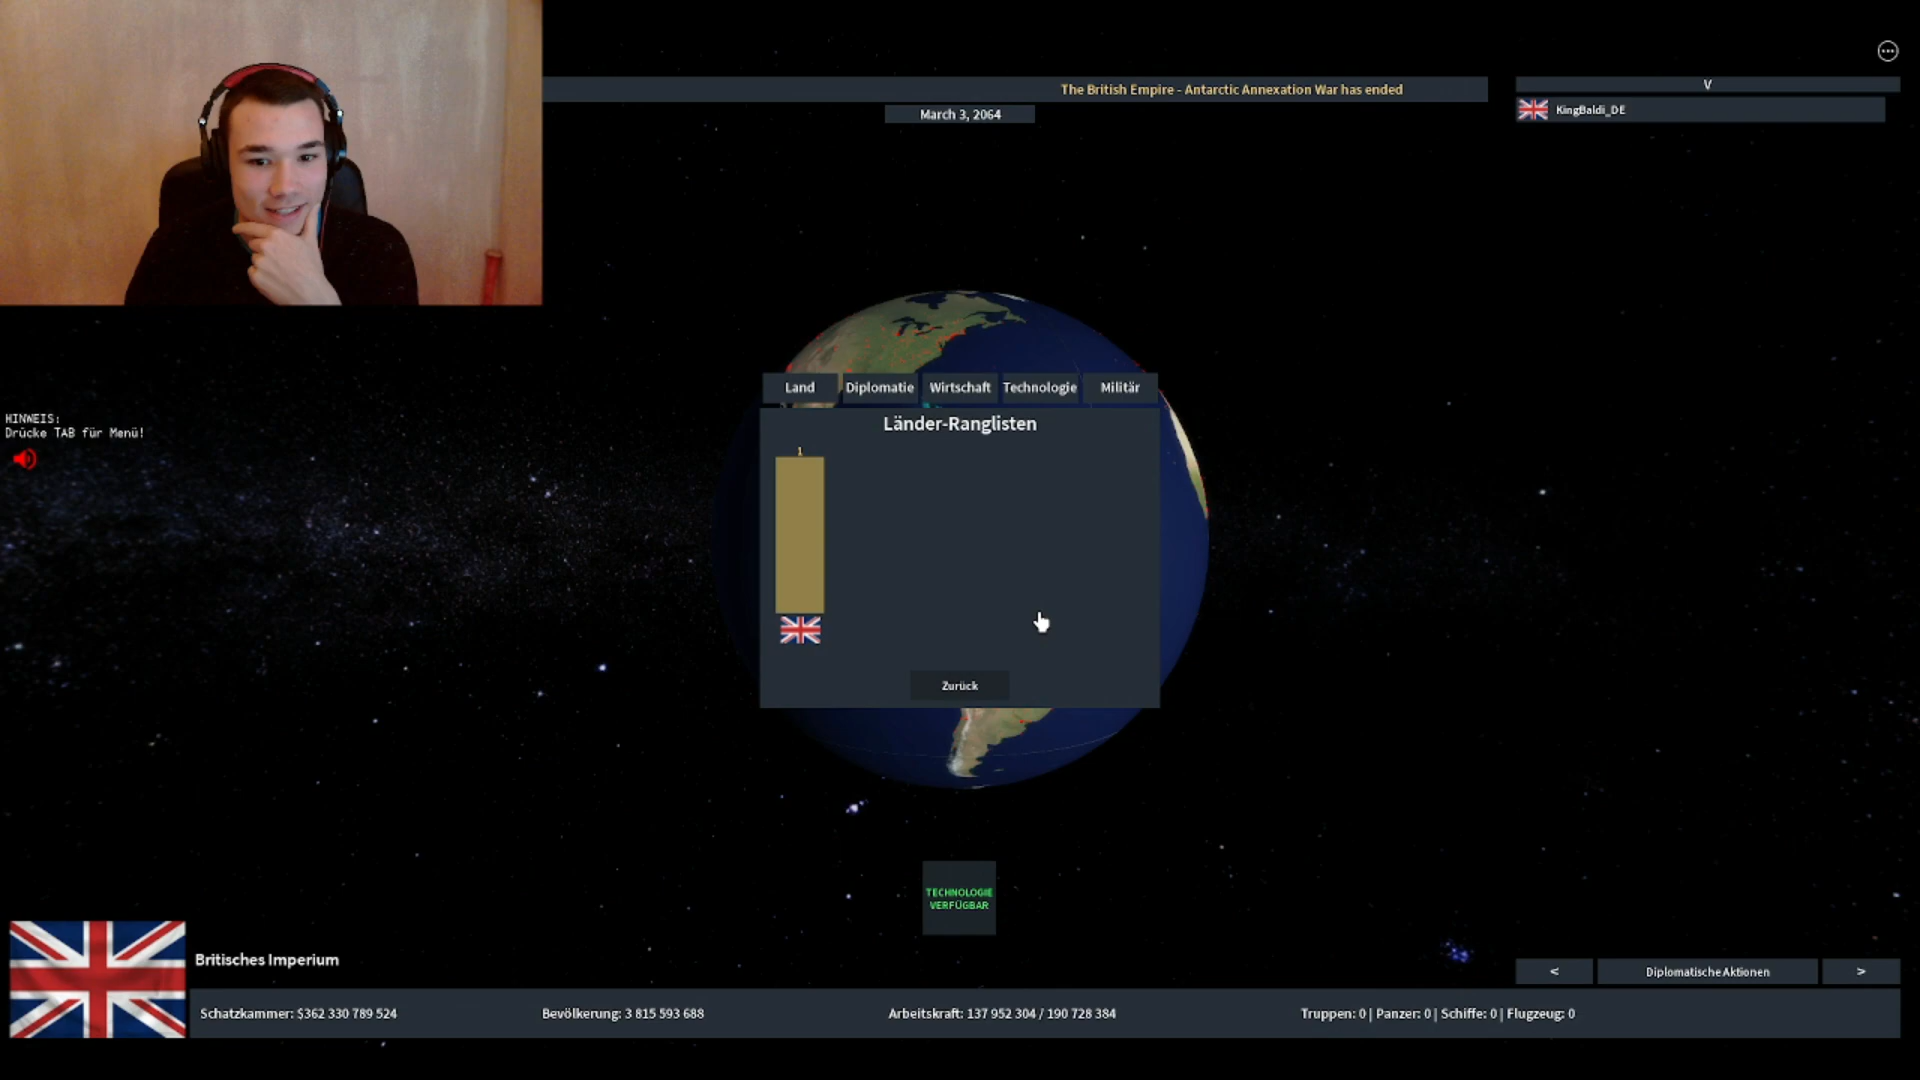 The British Empire - Antarctic Annexation War has ended
V
March 3, 2064
KingBaldi_DE
Land
Diplomatie
Wirtschaft
Technologie
Militär
Länder-Ranglisten
HINWEIS:
Drücke TAB für Menü!
1
Zurück
TECHNOLOGIE
VERFÜGBAR
Britisches Imperium
<
Diplomatische Aktionen
>
Schatzkammer: $362 330 789 524
Bevölkerung: 3 815 593 688
Arbeitskraft: 137 952 304 / 190 728 384
Truppen: 0 | Panzer: 0 | Schiffe: 0 | Flugzeug: 0